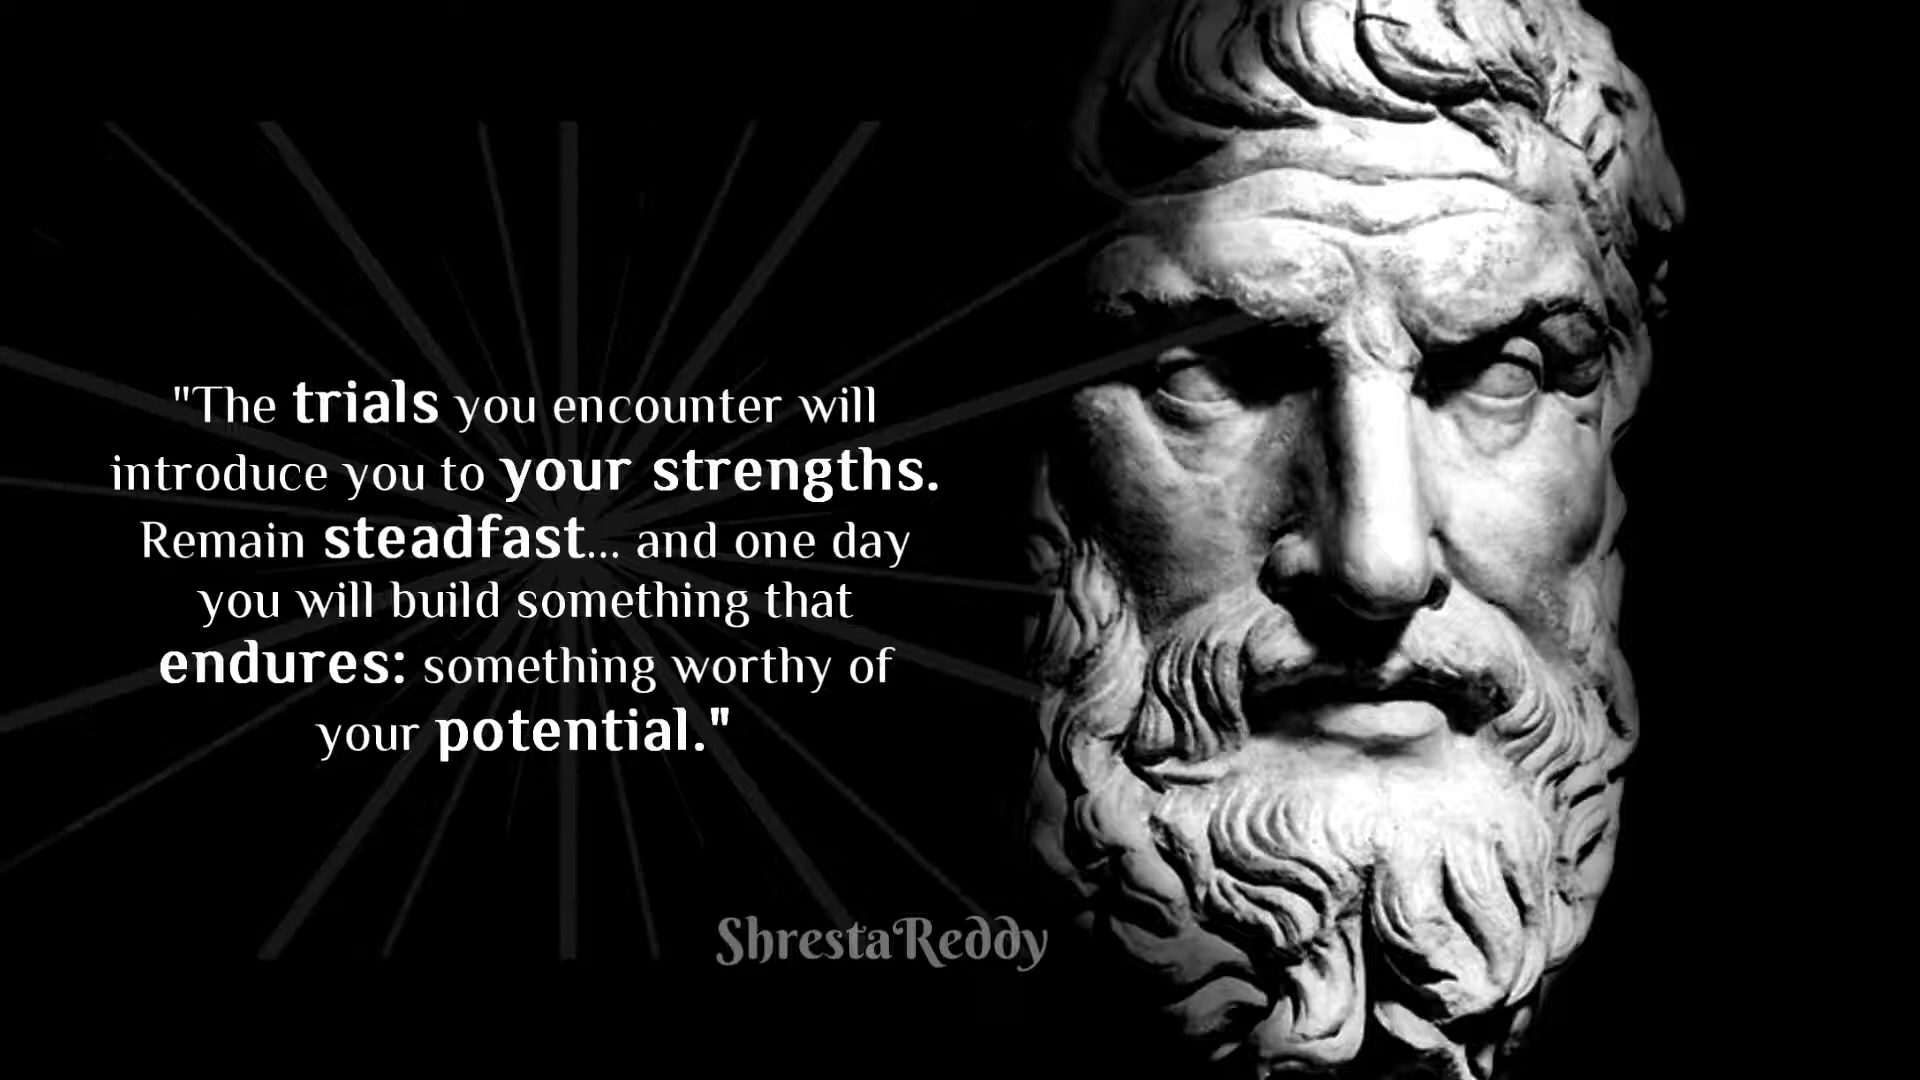 "The trials you encounter will
introduce you to your strengths.
Remain steadfast... and one day
you will build something that
endures: something worthy of
your potential."
ShrestaReddy